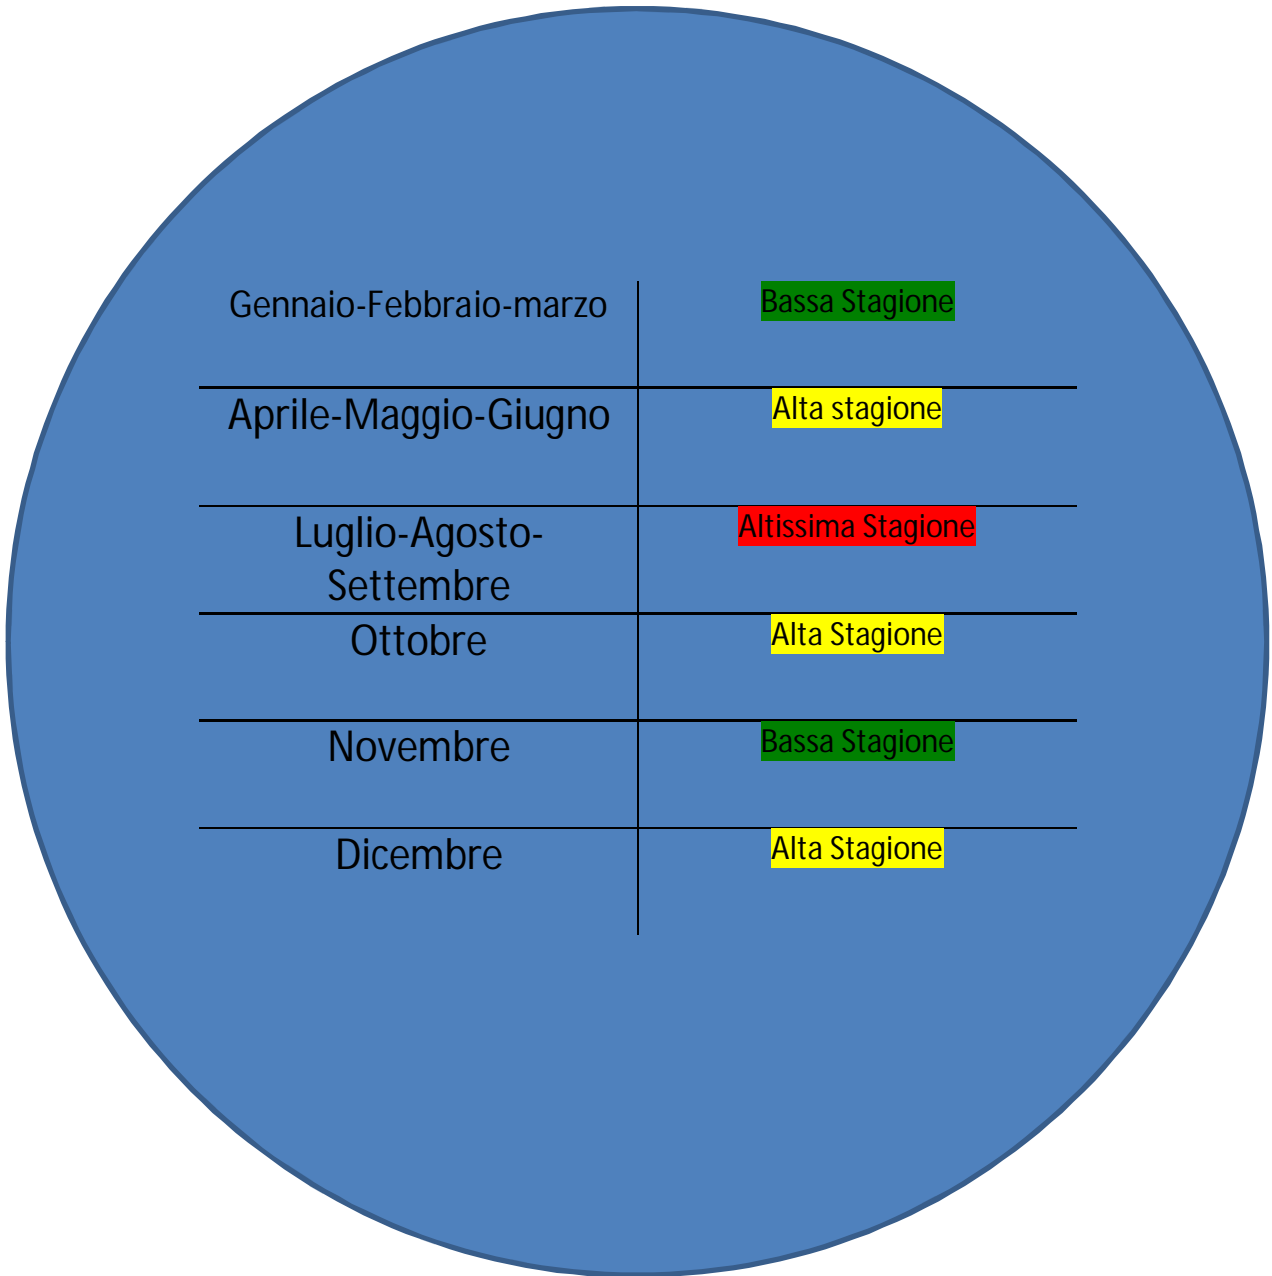 Gennaio-Febbraio-marzo
Bassa Stagione
Aprile-Maggio-Giugno
Alta stagione
Luglio-Agosto-
Settembre
Altissima Stagione
Ottobre
Alta Stagione
Novembre
Bassa Stagione
Dicembre
Alta Stagione